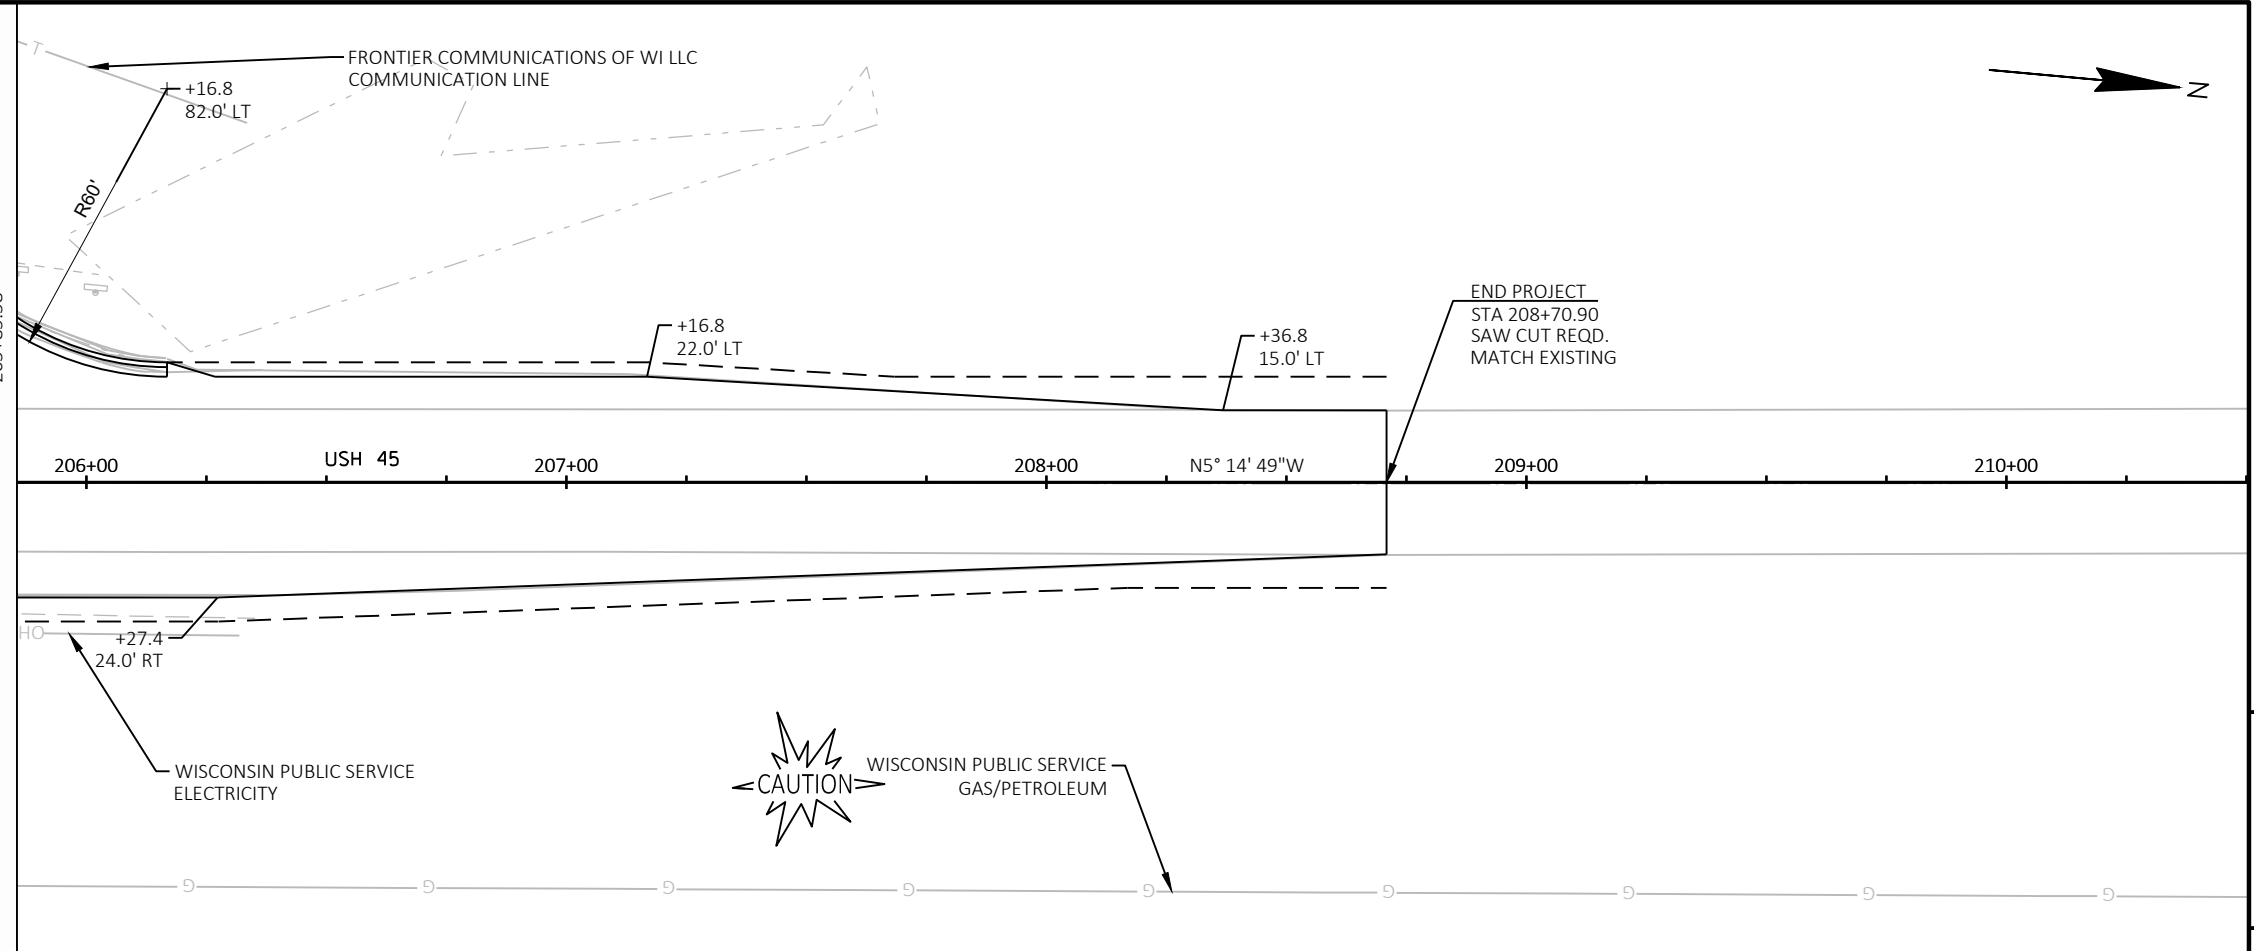 T
FRONTIER COMMUNICATIONS OF WI LLC
COMMUNICATION LINE
+16.8
82.0' LT
N
R60'
END PROJECT
STA 208+70.90
SAW CUT REQD.
MATCH EXISTING
+16.8
22.0' LT
+36.8
15.0' LT
206+00
USH 45
207+00
208+00
N5° 14' 49"W
209+00
210+00
OH
+27.4
24.0' RT
WISCONSIN PUBLIC SERVICE
ELECTRICITY
CAUTION
WISCONSIN PUBLIC SERVICE
GAS/PETROLEUM
G G G G G G G G G